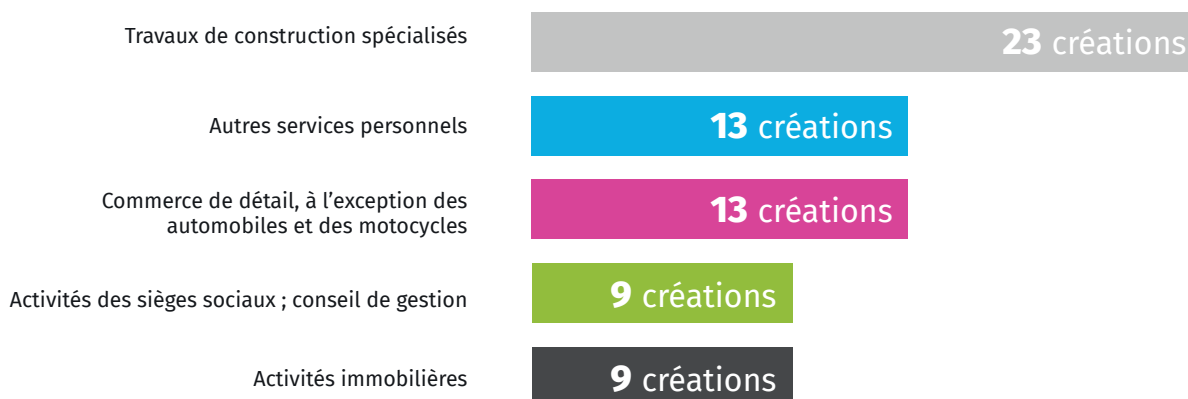 Travaux de construction spécialisés
23 créations
Autres services personnels
13 créations
Commerce de détail, à l’exception des
automobiles et des motocycles
13 créations
Activités des sièges sociaux ; conseil de gestion
9 créations
Activités immobilières
9 créations